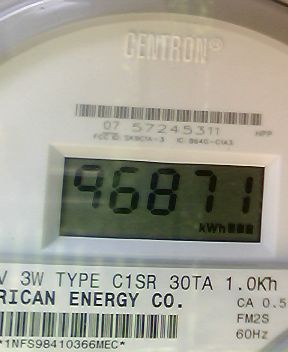 CENTRON®
07 57245311 HPP
96871
kWh
V 3W TYPE C1SR 30TA 1.0Kh
RICAN ENERGY CO.
CA 0.5
FM2S
60Hz
*1NFS98410366MEC*